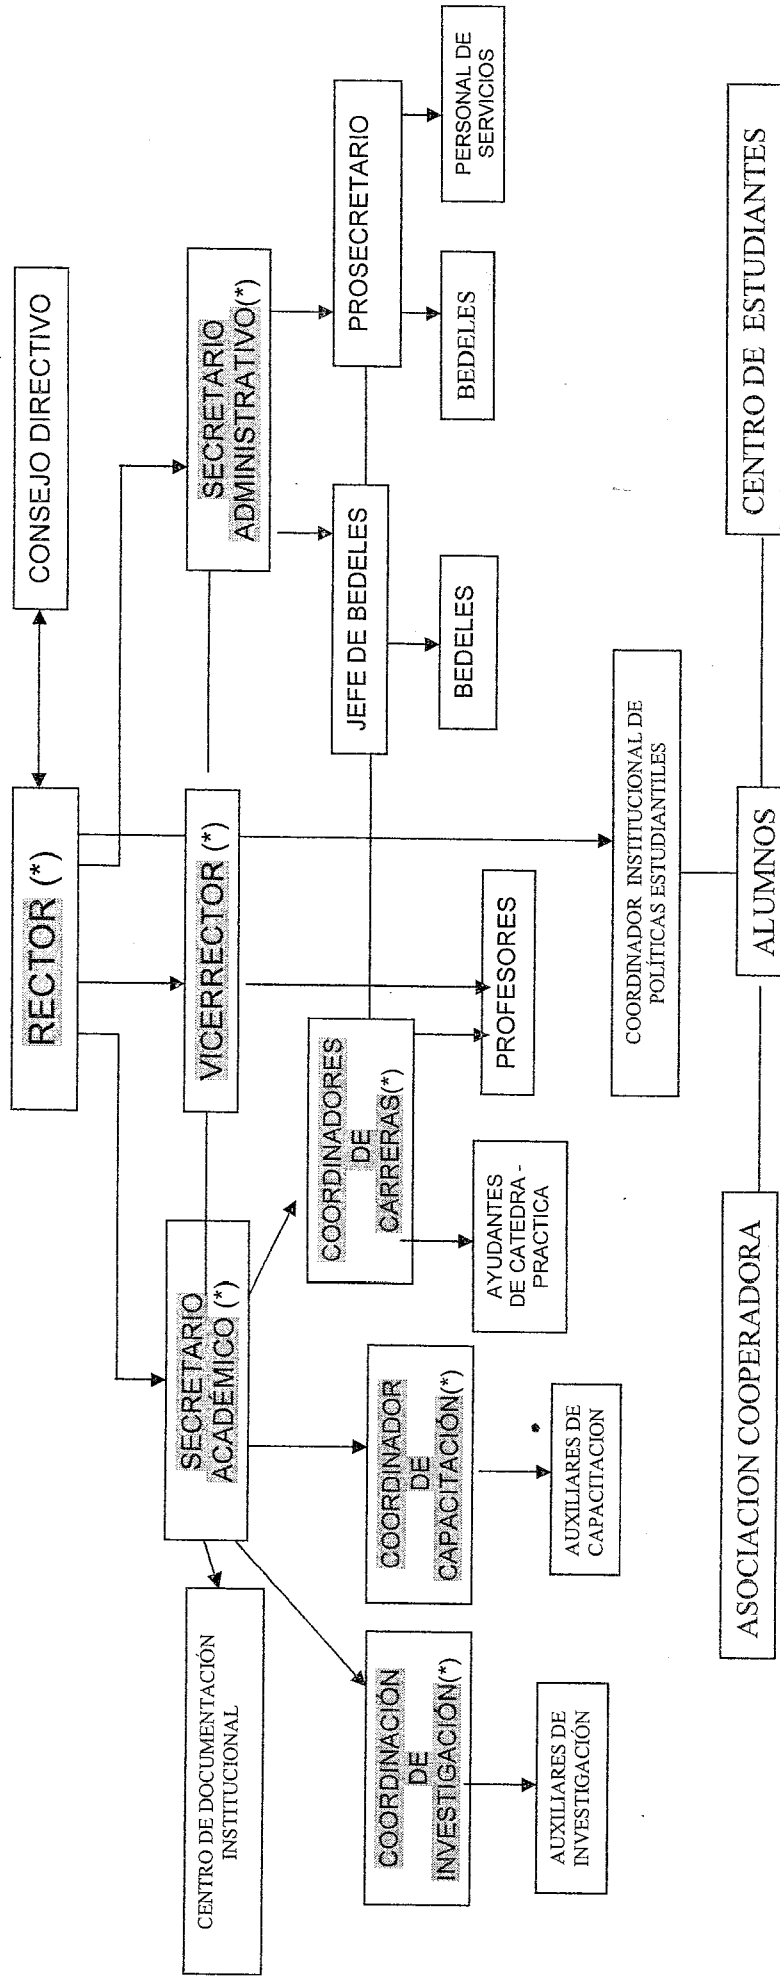 RECTOR (*)
CONSEJO DIRECTIVO
SECRETARIO
ACADÉMICO (*)
VICERRECTOR (*)
SECRETARIO
ADMINISTRATIVO(*)
CENTRO DE DOCUMENTACIÓN
INSTITUCIONAL
COORDINACIÓN
DE
INVESTIGACIÓN(*)
COORDINADOR
DE
CAPACITACIÓN(*)
COORDINADORES
DE
CARRERAS(*)
JEFE DE BEDELES
PROSECRETARIO
AUXILIARES DE
INVESTIGACIÓN
AUXILIARES DE
CAPACITACION
AYUDANTES
DE CATEDRA -
PRACTICA
PROFESORES
BEDELES
BEDELES
PERSONAL DE
SERVICIOS
COORDINADOR INSTITUCIONAL DE
POLÍTICAS ESTUDIANTILES
ASOCIACION COOPERADORA
ALUMNOS
CENTRO DE ESTUDIANTES